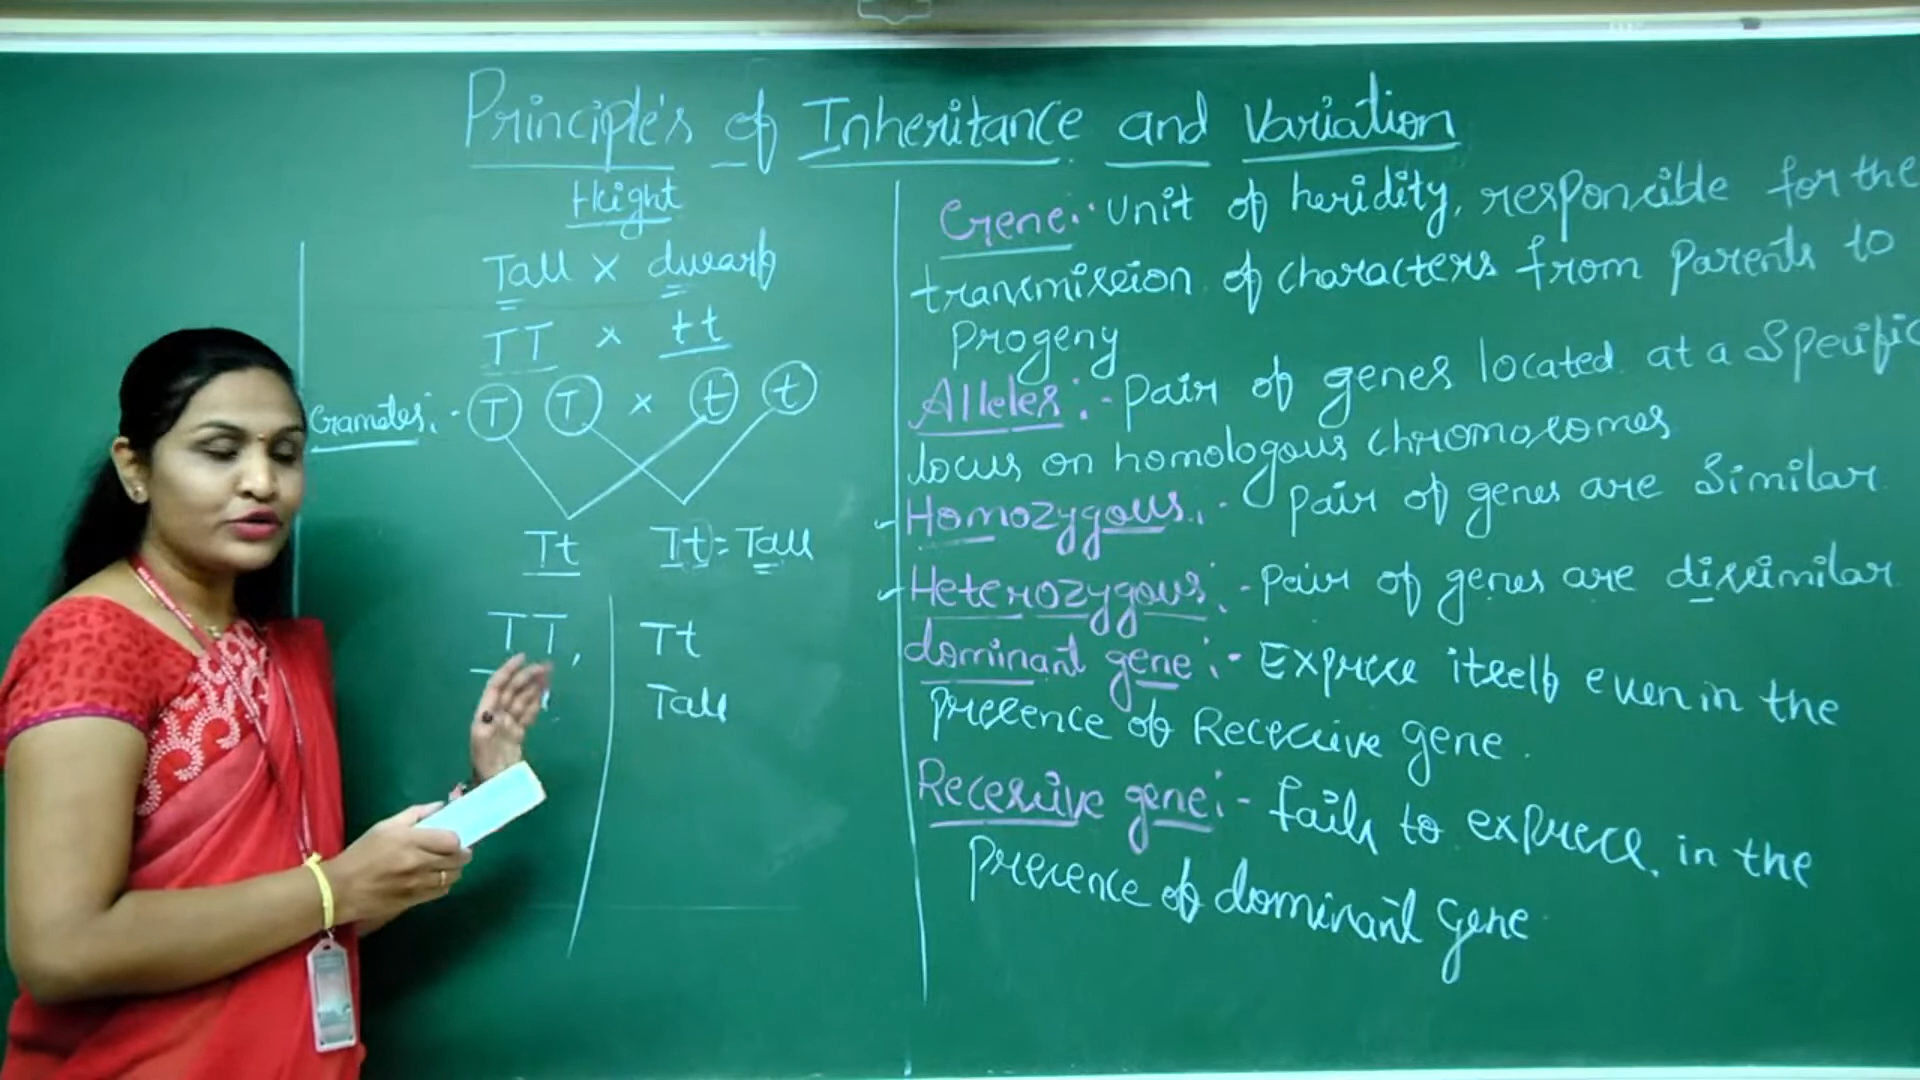 Principle's of Inheritance and Variation
Height
Tall x dwarf
TT x tt
Gametes:- T T x t t
Tt Tt = Tall
TT, Tt
Tall
Gene:- Unit of heridity, responsible for the
transmission of characters from parents to
Progeny
Alleles:- Pair of genes located at a Specific
locus on homologous chromosomes
Homozygous:- Pair of genes are Similar
Heterozygous:- Pair of genes are dissimilar
dominant gene:- Express itself even in the
Presence of Recessive gene.
Recessive gene:- fails to express in the
Presence of dominant Gene